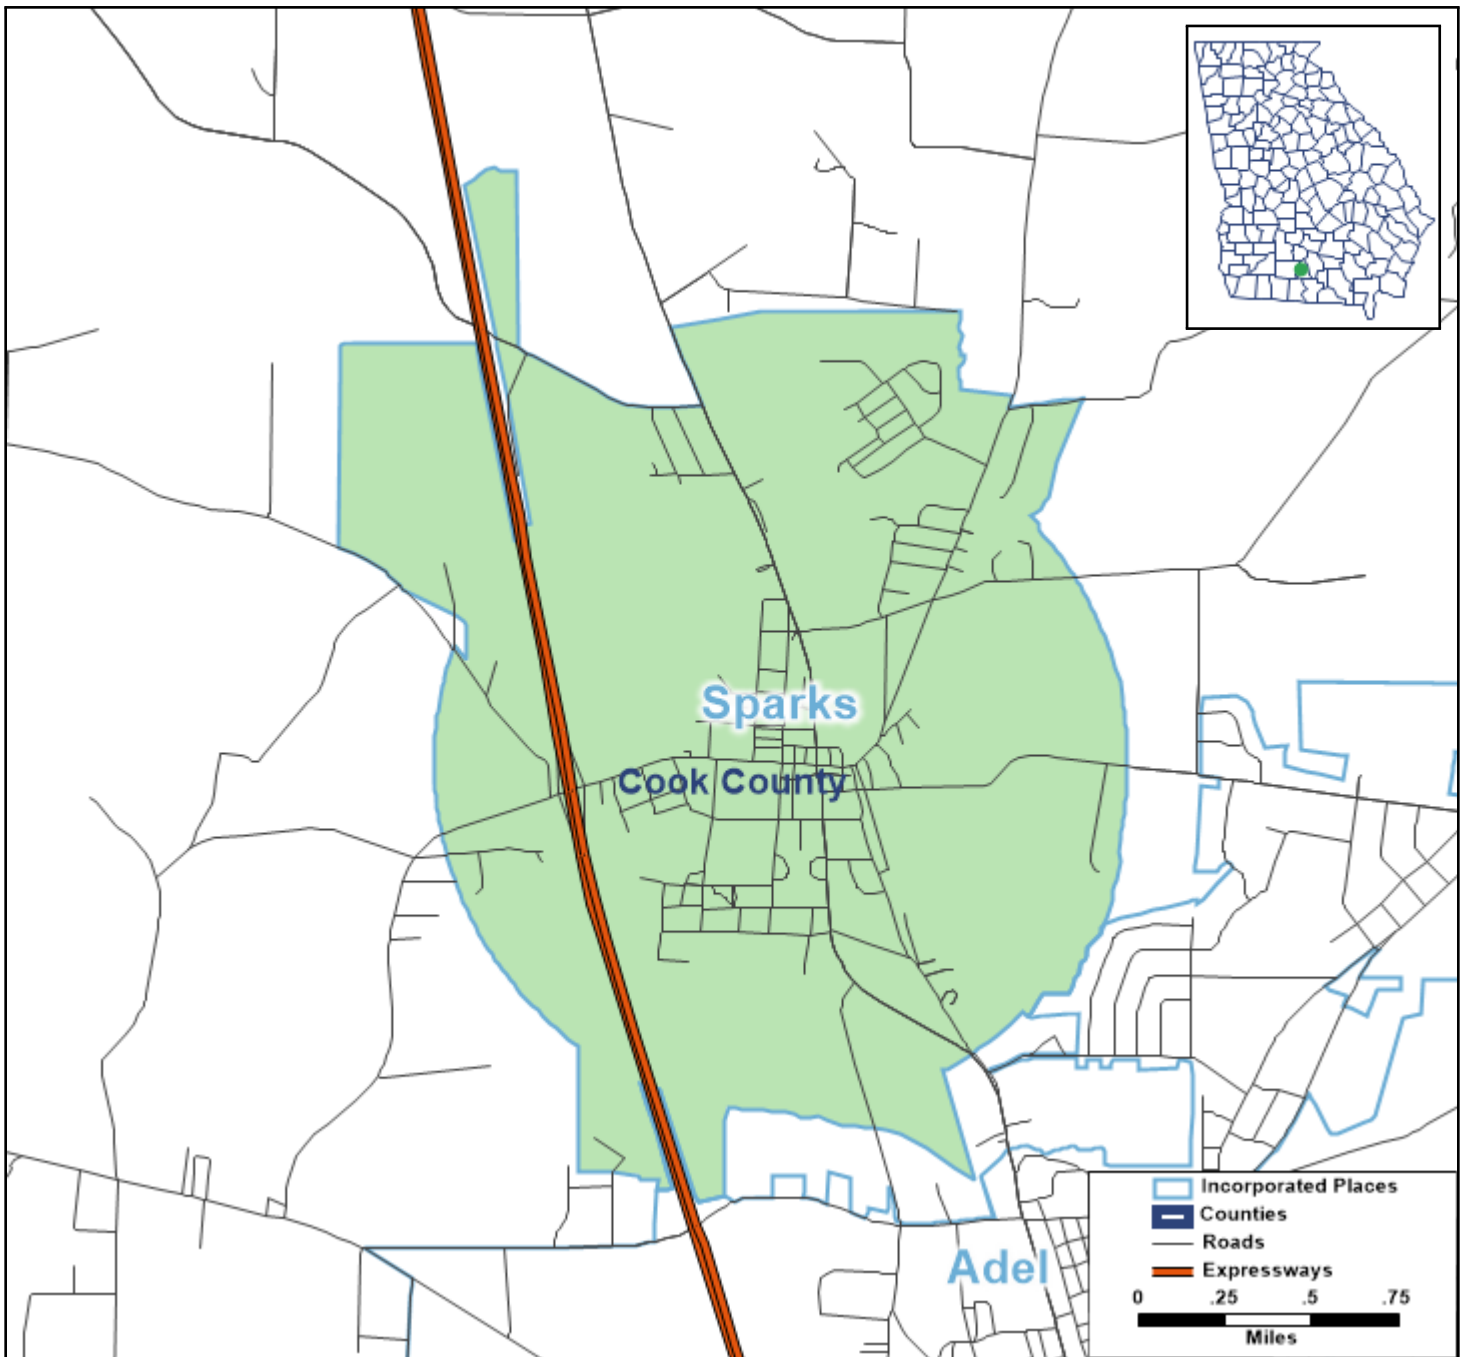 Sparks
Cook County
Adel
Incorporated Places
Counties
Roads
Expressways
0 .25 .5 .75
Miles